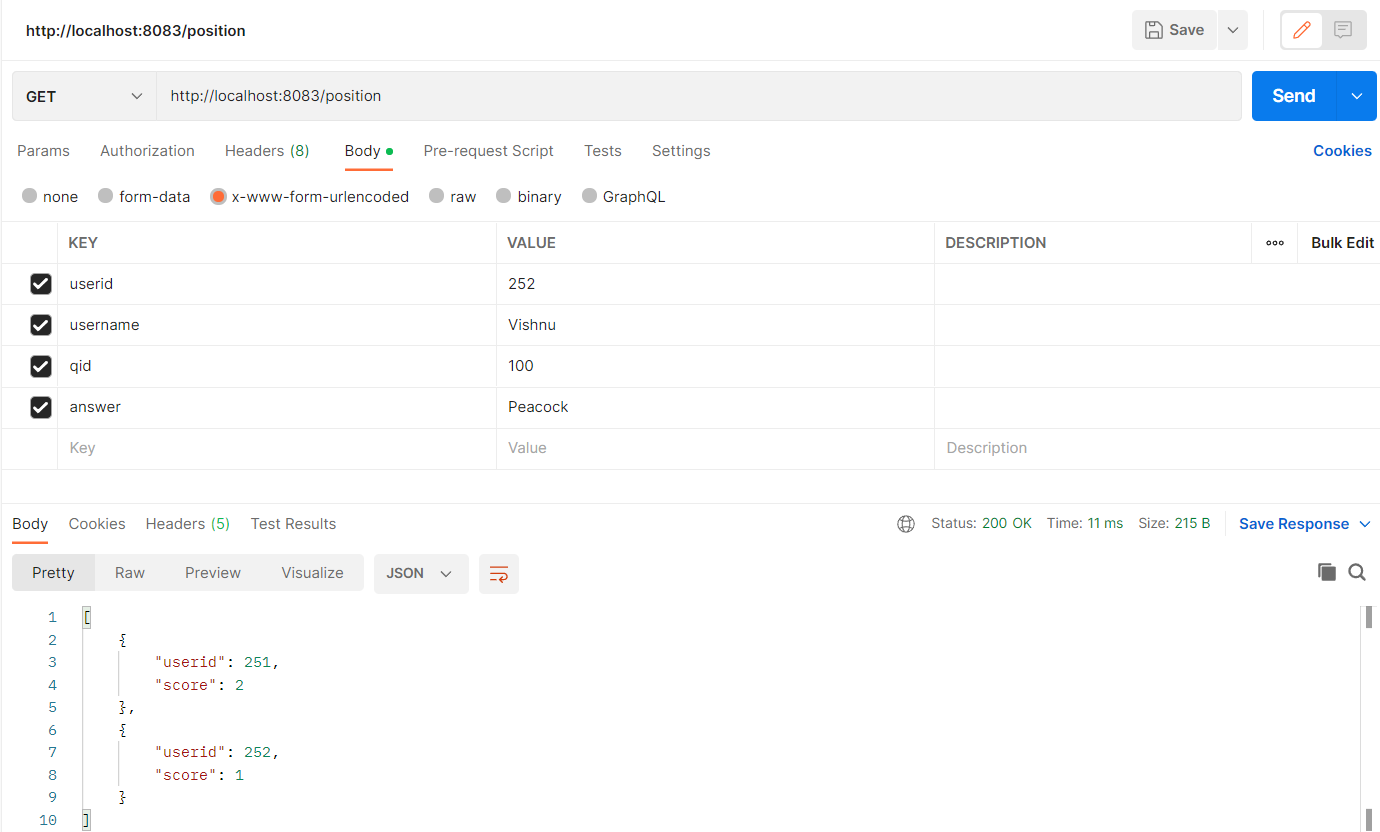 http://localhost:8083/position Save
GET http://localhost:8083/position Send
Params Authorization Headers (8) Body Pre-request Script Tests Settings Cookies
none form-data x-www-form-urlencoded raw binary GraphQL
KEY VALUE DESCRIPTION ooo Bulk Edit
userid 252
username Vishnu
qid 100
answer Peacock
Key Value Description
Body Cookies Headers (5) Test Results Status: 200 OK Time: 11 ms Size: 215 B Save Response
Pretty Raw Preview Visualize JSON
1 [
2 {
3 "userid": 251,
4 "score": 2
5 },
6 {
7 "userid": 252,
8 "score": 1
9 }
10 ]